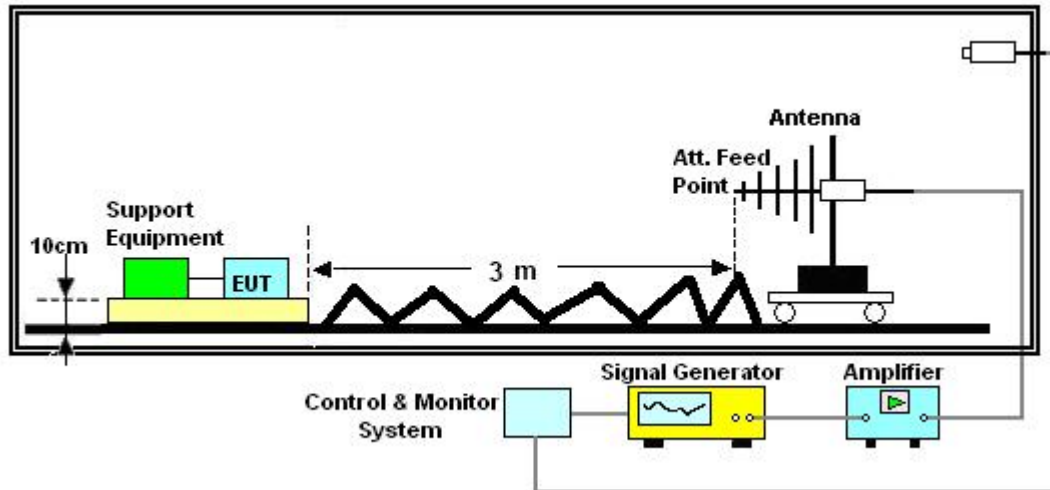 Antenna
Att. Feed
Point
Support
Equipment
10cm
EUT
3 m
Signal Generator
Amplifier
Control & Monitor
System